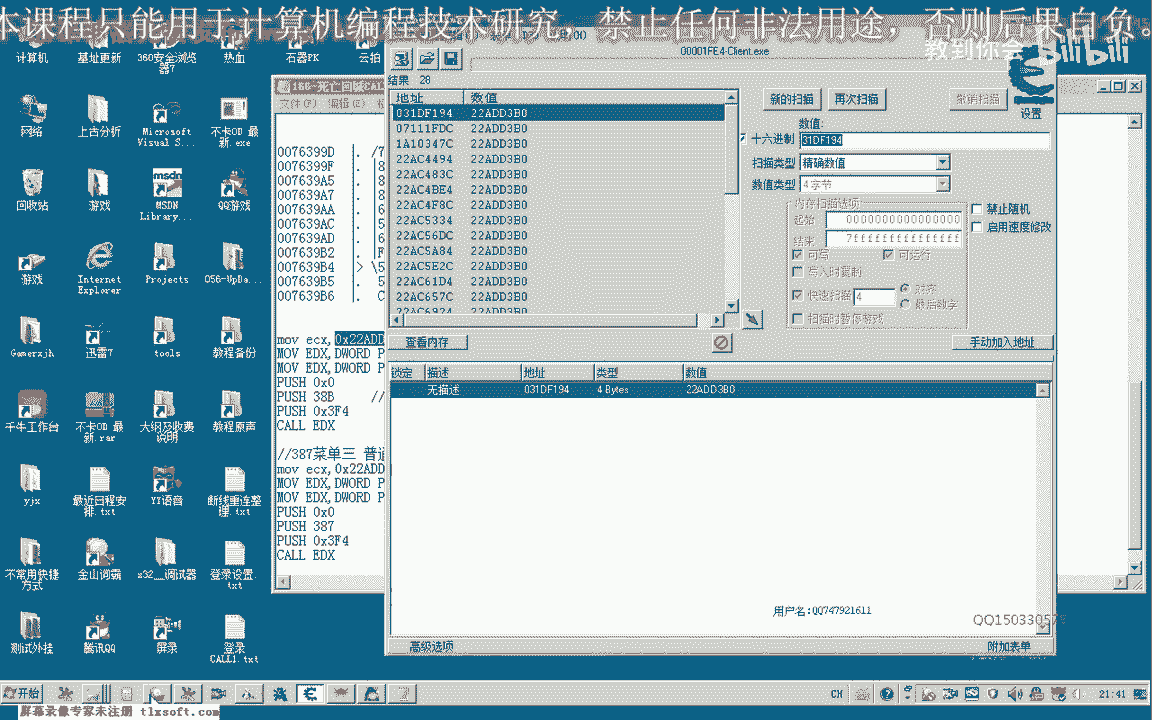 本课程只能用于计算机编程技术研究，禁止任何非法用途，否则后果自负。
教到你会 bilibili
计算机
基址更新
360安全浏览器7
热血
石器PK
云拍
网络
上古分析
Microsoft Visual S...
不卡OD 最新.exe
回收站
游戏
MSDN Library...
QQ游戏
游戏
Internet Explorer
Projects
056-UpDa...
Gamerxjh
迅雷7
tools
教程备份
千牛工作台
不卡OD 最新.rar
大纲及收费说明
教程原声
yjx
最近日程安排.txt
YY语音
断线重连整理.txt
不常用快捷方式
金山词霸
s32__调试器
登录设置.txt
测试外挂
腾讯QQ
屏录
登录CALL1.txt
文件(F) 编辑(E)
0076399D |. /7
0076399F |. |8
007639A5 |. |8
007639A7 |. |8
007639AA |. |6
007639AC |. |5
007639AD |. |6
007639B2 |. |F
007639B4 |> \5
007639B5 |. 5
007639B6 |. C
mov ecx,0x22ADD
MOV EDX,DWORD P
MOV EDX,DWORD P
PUSH 0x0
PUSH 38B //
PUSH 0x3F4
CALL EDX
//387菜单三 普通
mov ecx,0x22ADD
MOV EDX,DWORD P
MOV EDX,DWORD P
PUSH 0x0
PUSH 387
PUSH 0x3F4
CALL EDX
00001FE4-Client.exe
结果 28
地址 数值
031DF194 22ADD3B0
07111FDC 22ADD3B0
1A10347C 22ADD3B0
22AC4494 22ADD3B0
22AC483C 22ADD3B0
22AC4BE4 22ADD3B0
22AC4F8C 22ADD3B0
22AC5334 22ADD3B0
22AC56DC 22ADD3B0
22AC5A84 22ADD3B0
22AC5E2C 22ADD3B0
22AC61D4 22ADD3B0
22AC657C 22ADD3B0
22AC6924 22ADD3B0
新的扫描 再次扫描 撤销扫描
设置
数值:
十六进制 31DF194
扫描类型 精确数值
数值类型 4字节
内存扫描选项
起始 0000000000000000
结束 7fffffffffffffff
可写 可运行
写入时复制
快速扫描 4 对齐
最后数字
扫描时暂停游戏
禁止随机
启用速度修改
查看内存 手动加入地址
锁定 描述 地址 类型 数值
无描述 031DF194 4 Bytes 22ADD3B0
用户名:QQ747921611
高级选项 附加表单
开始 CH 21:41
屏幕录像专家未注册 tlxsoft.com